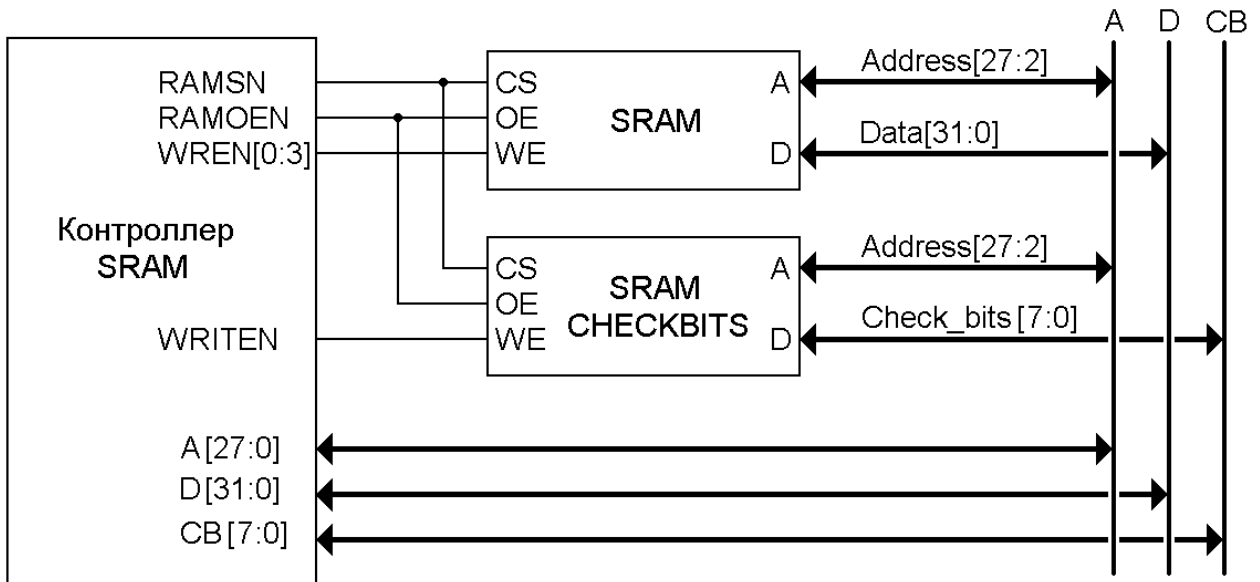 A D CB
RAMSN
RAMOEN
WREN[0:3]
Контроллер
SRAM
WRITEN
A[27:0]
D[31:0]
CB[7:0]
CS
OE
WE
SRAM
A
D
Address[27:2]
Data[31:0]
CS
OE
WE
SRAM
CHECKBITS
A
D
Address[27:2]
Check_bits[7:0]